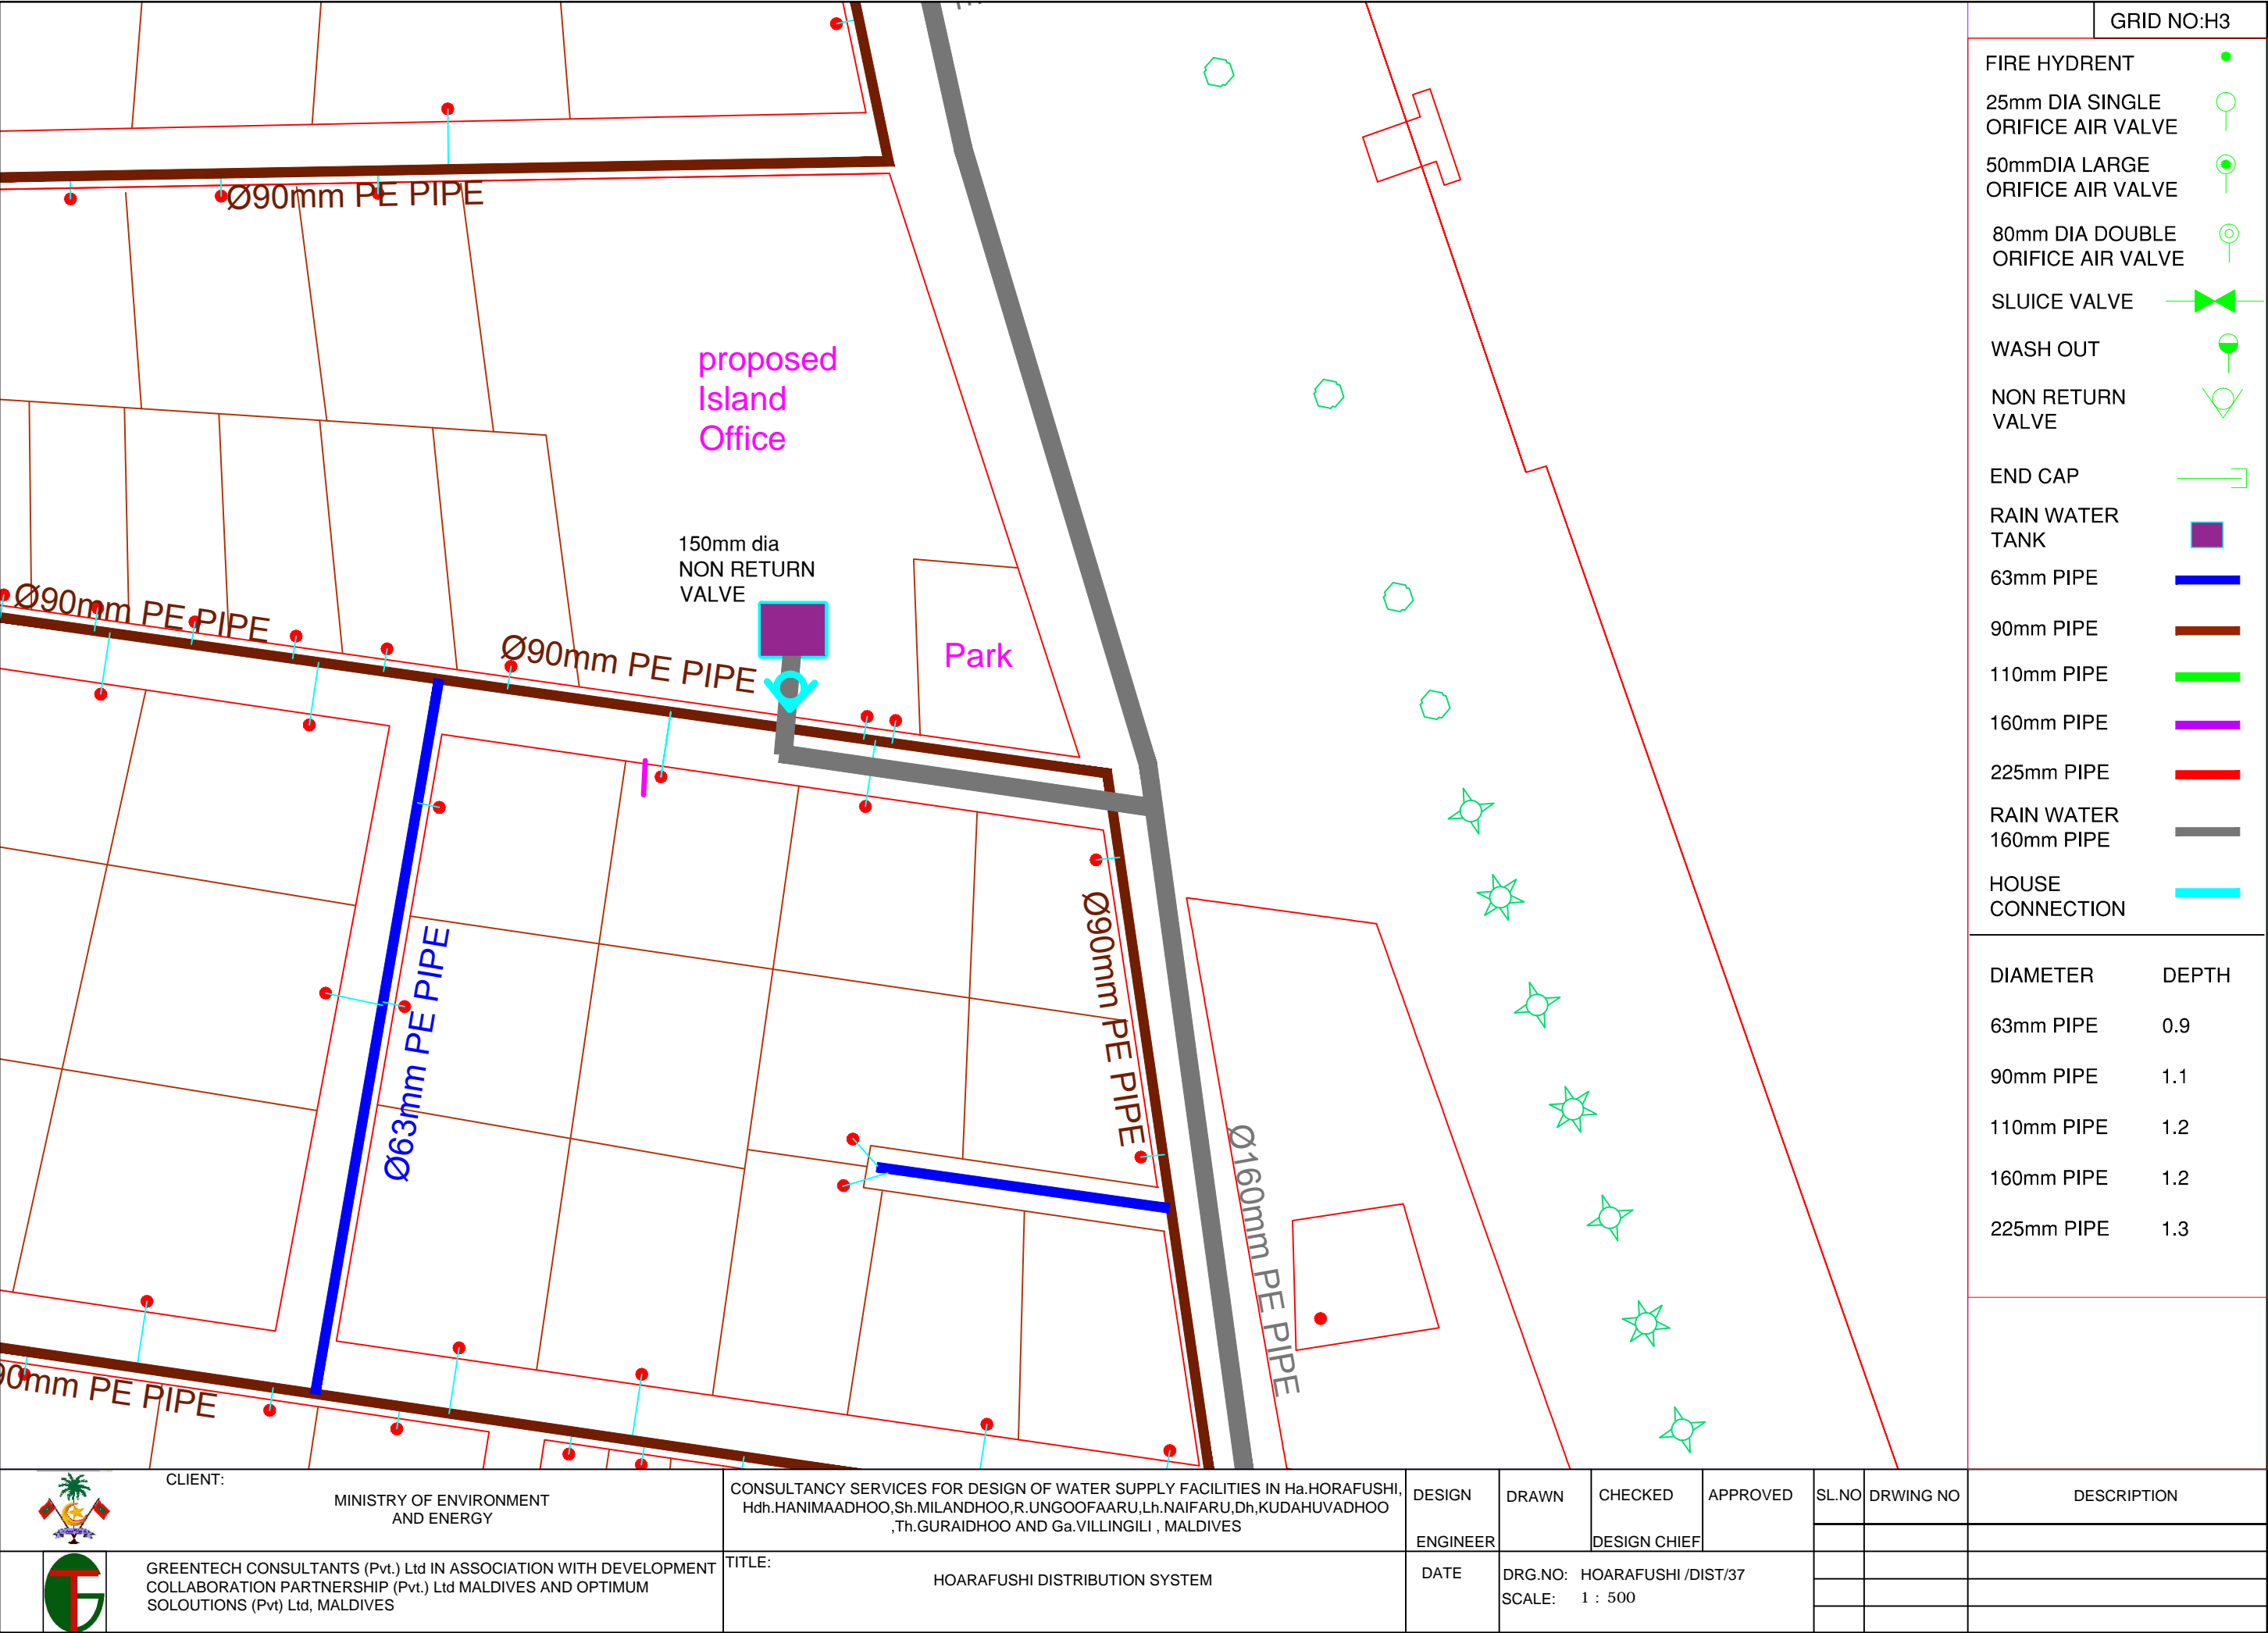 GRID NO:H3
FIRE HYDRENT
25mm DIA SINGLE
ORIFICE AIR VALVE
50mmDIA LARGE
ORIFICE AIR VALVE
80mm DIA DOUBLE
ORIFICE AIR VALVE
SLUICE VALVE
WASH OUT
NON RETURN
VALVE
END CAP
RAIN WATER
TANK
63mm PIPE
90mm PIPE
110mm PIPE
160mm PIPE
225mm PIPE
RAIN WATER
160mm PIPE
HOUSE
CONNECTION
DIAMETER DEPTH
63mm PIPE 0.9
90mm PIPE 1.1
110mm PIPE 1.2
160mm PIPE 1.2
225mm PIPE 1.3
Ø90mm PE PIPE
proposed
Island
Office
150mm dia
NON RETURN
VALVE
Ø90mm PE PIPE
Ø90mm PE PIPE
Park
Ø63mm PE PIPE
Ø90mm PE PIPE
Ø160mm PE PIPE
90mm PE PIPE
CLIENT:
MINISTRY OF ENVIRONMENT
AND ENERGY
GREENTECH CONSULTANTS (Pvt.) Ltd IN ASSOCIATION WITH DEVELOPMENT
COLLABORATION PARTNERSHIP (Pvt.) Ltd MALDIVES AND OPTIMUM
SOLOUTIONS (Pvt) Ltd, MALDIVES
CONSULTANCY SERVICES FOR DESIGN OF WATER SUPPLY FACILITIES IN Ha.HORAFUSHI,
Hdh.HANIMAADHOO,Sh.MILANDHOO,R.UNGOOFAARU,Lh.NAIFARU,Dh,KUDAHUVADHOO
,Th.GURAIDHOO AND Ga.VILLINGILI , MALDIVES
TITLE:
HOARAFUSHI DISTRIBUTION SYSTEM
DESIGN
ENGINEER
DRAWN
CHECKED
DESIGN CHIEF
APPROVED
DATE
DRG.NO: HOARAFUSHI /DIST/37
SCALE: 1 : 500
SL.NO DRWING NO DESCRIPTION